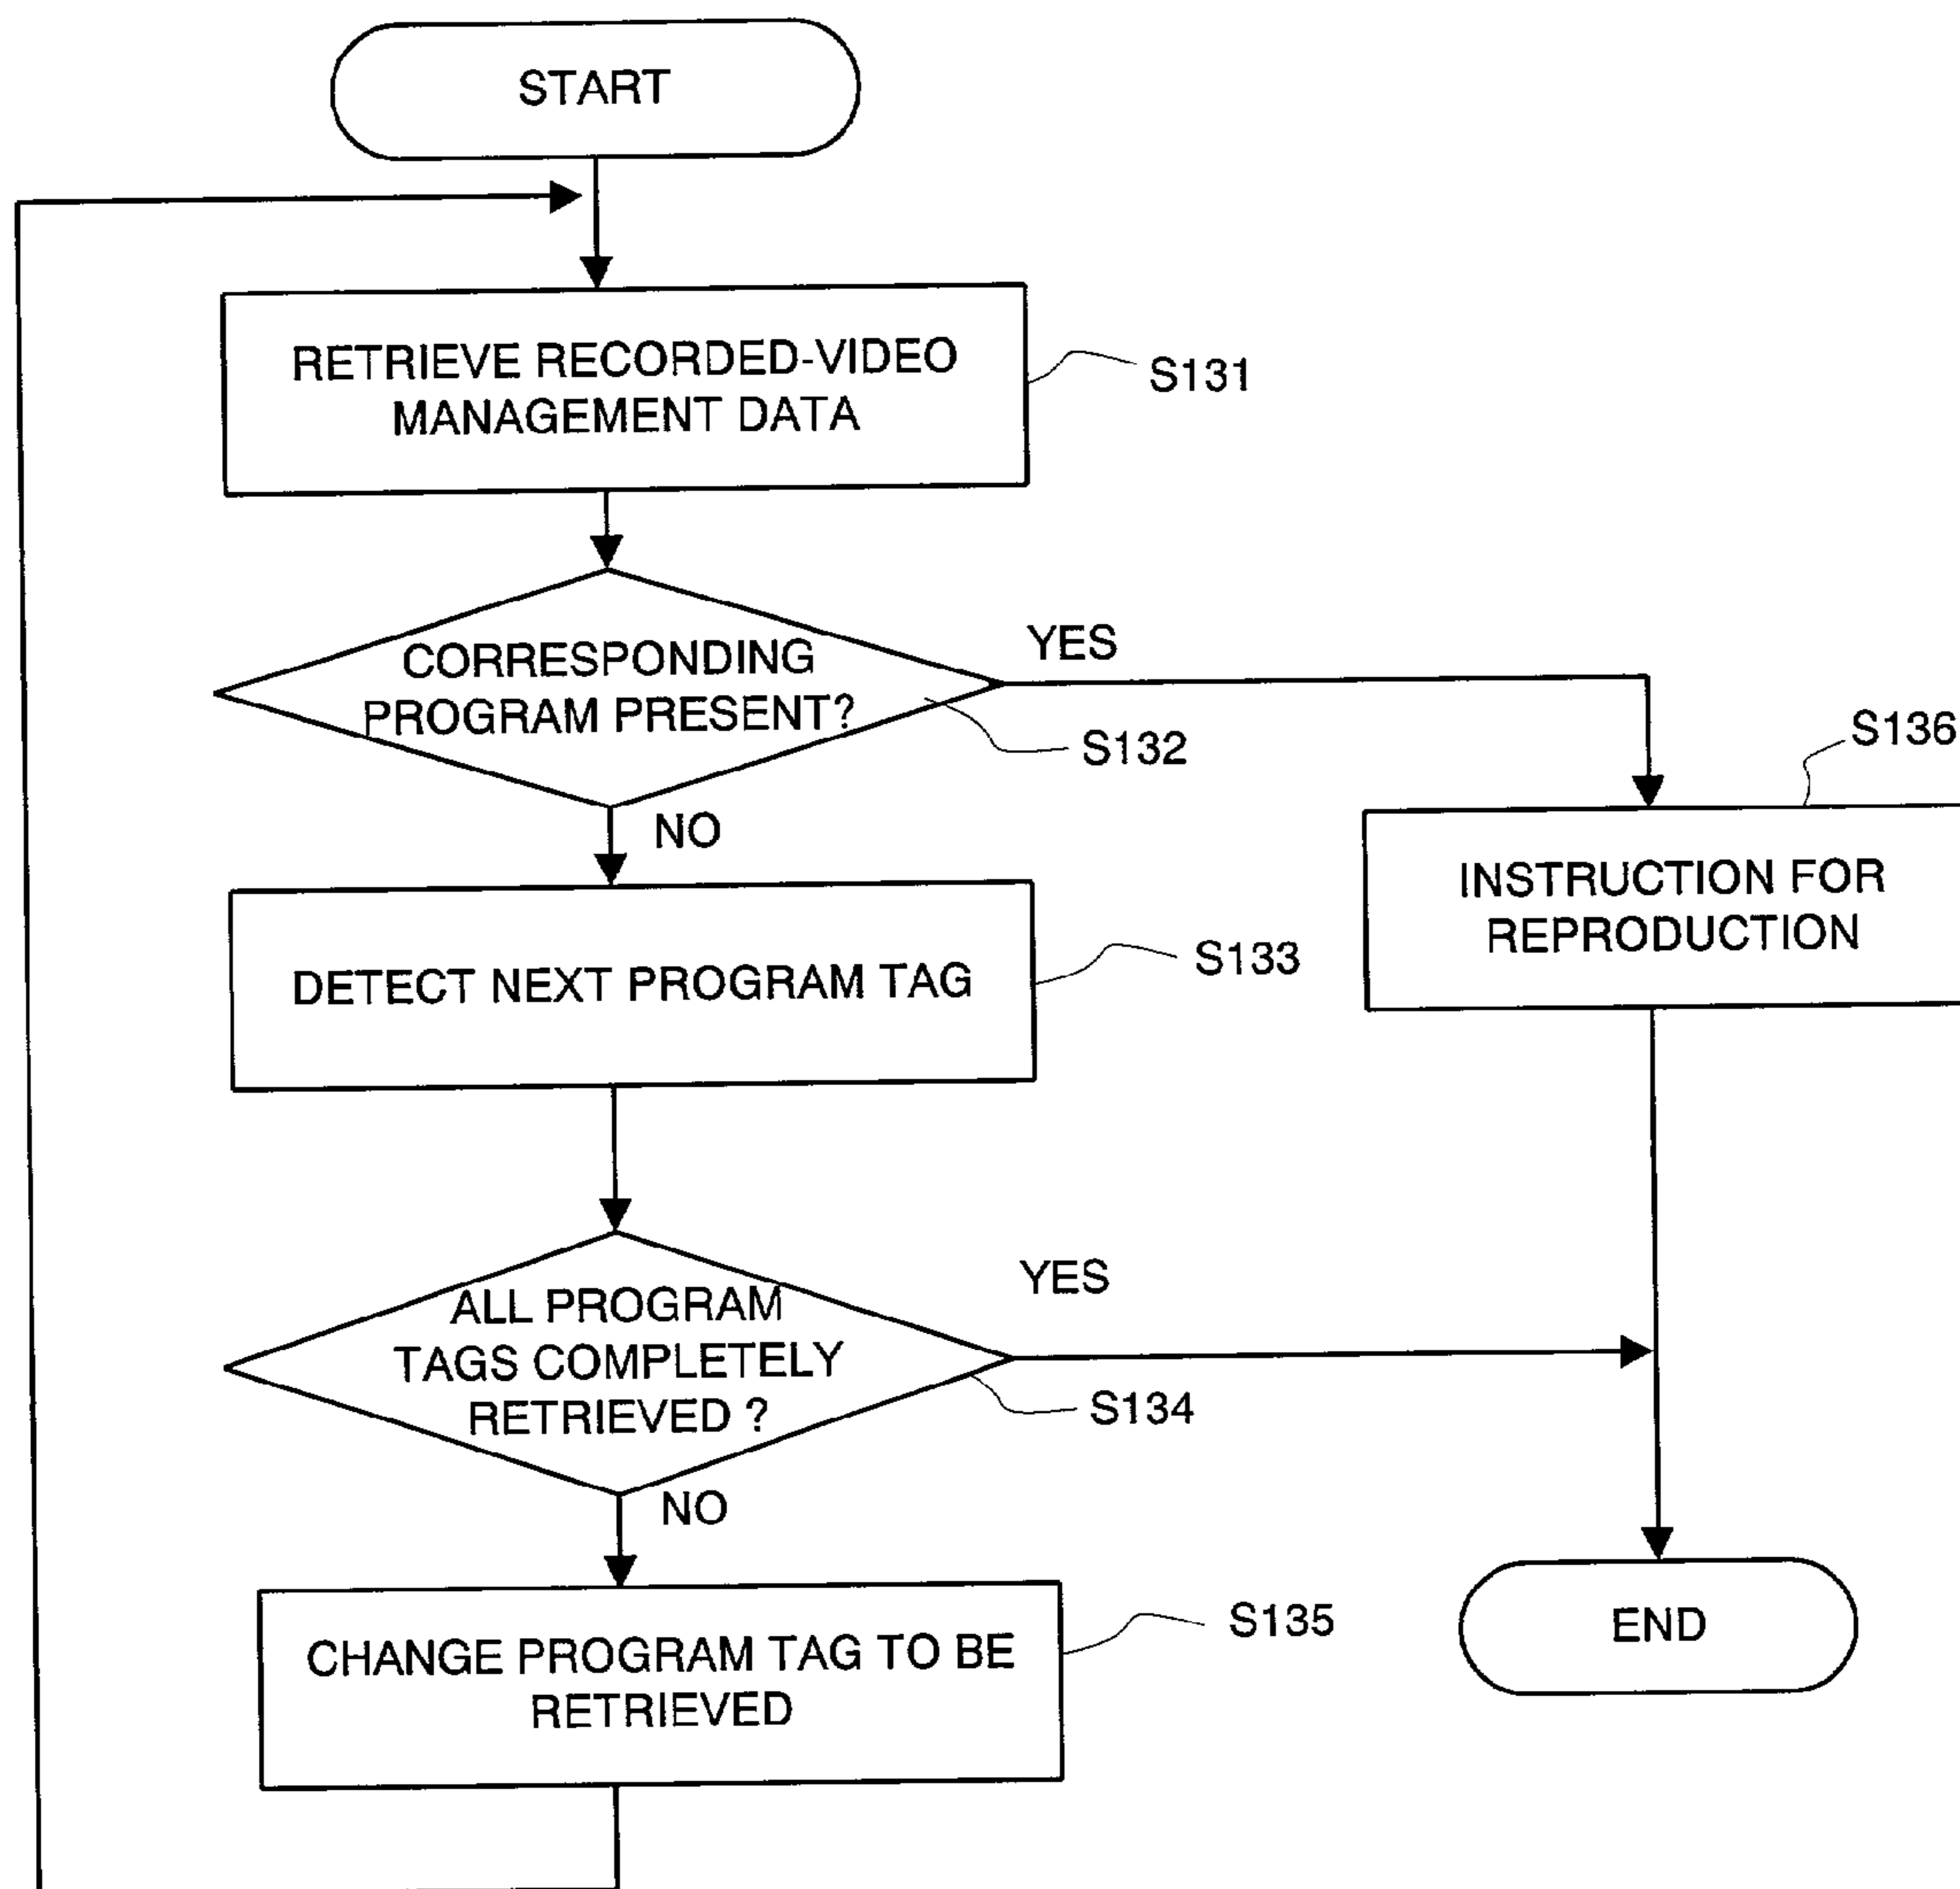 START
RETRIEVE RECORDED-VIDEO
MANAGEMENT DATA
S131
CORRESPONDING
PROGRAM PRESENT?
YES
S132
NO
S136
INSTRUCTION FOR
REPRODUCTION
DETECT NEXT PROGRAM TAG
S133
ALL PROGRAM
TAGS COMPLETELY
RETRIEVED ?
YES
S134
NO
CHANGE PROGRAM TAG TO BE
RETRIEVED
S135
END